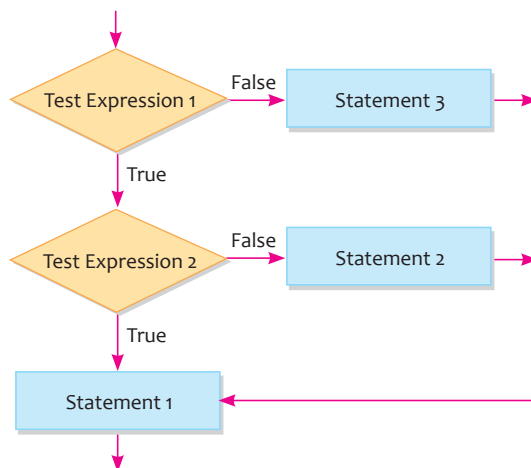 False
Test Expression 1
Statement 3
True
False
Test Expression 2
Statement 2
True
Statement 1